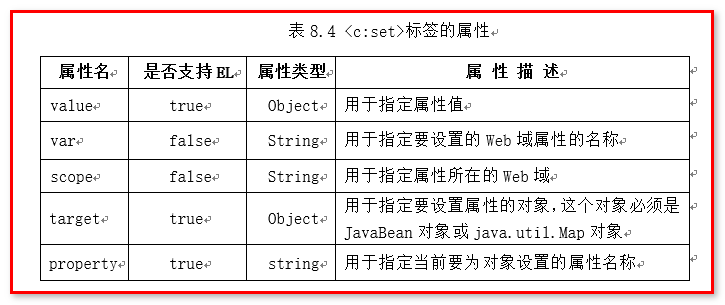 表 8.4 <c:set>标签的属性
属性名 是否支持 EL 属性类型 属 性 描 述
value true Object 用于指定属性值
var false String 用于指定要设置的 Web 域属性的名称
scope false String 用于指定属性所在的 Web 域
target true Object 用于指定要设置属性的对象，这个对象必须是
JavaBean 对象或 java.util.Map 对象
property true string 用于指定当前要为对象设置的属性名称